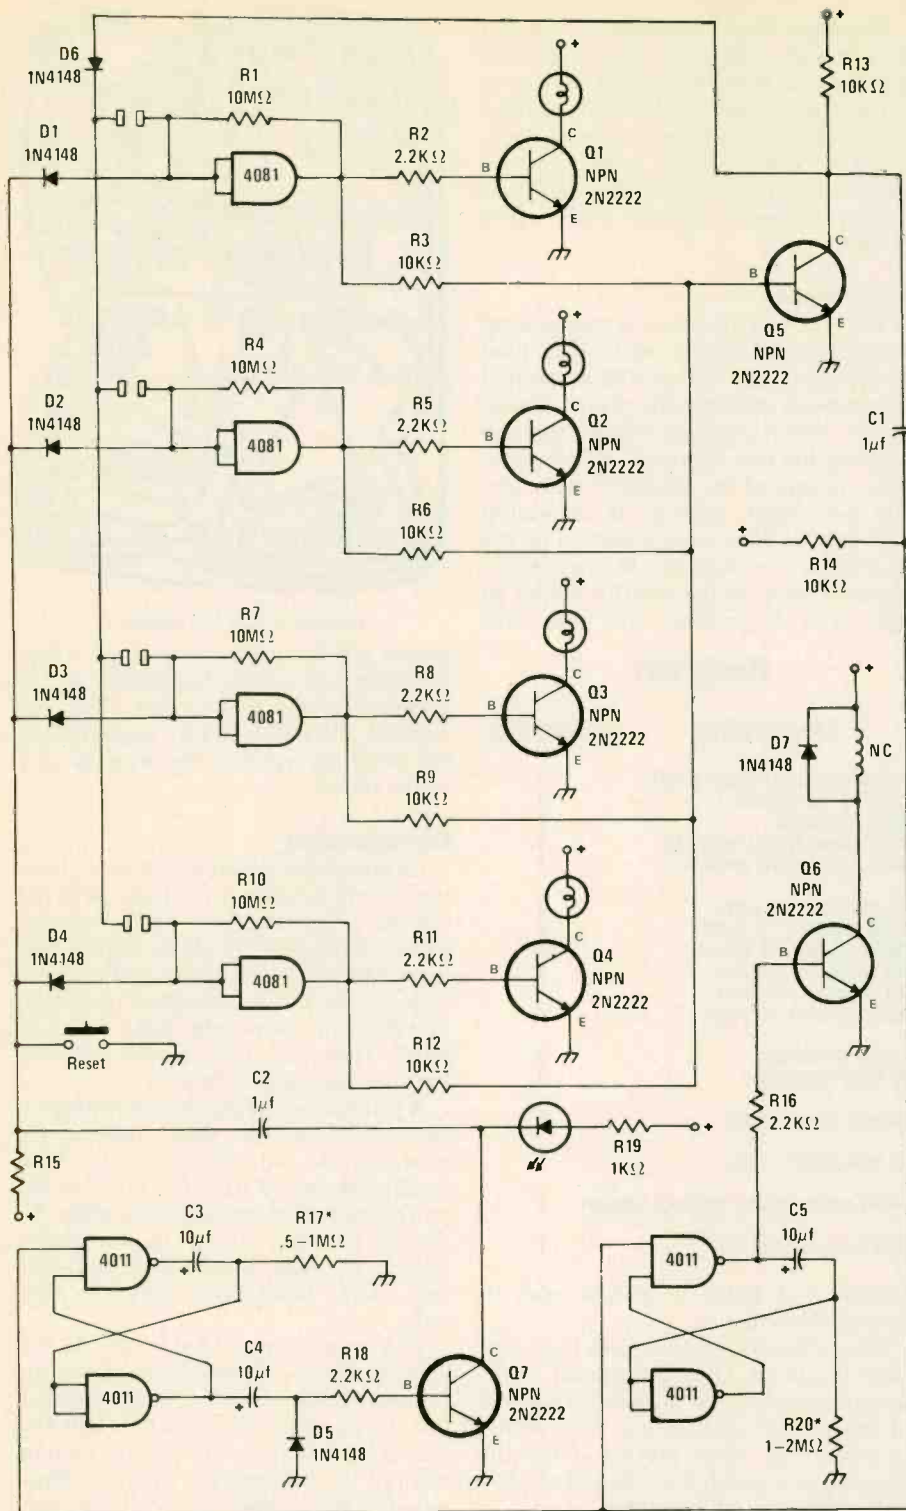 D6
1N4148
R1
10MΩ
D1
1N4148
4081
R2
2.2KΩ
B
C
E
Q1
NPN
2N2222
R3
10KΩ
+
+
R13
10KΩ
B
C
E
Q5
NPN
2N2222
R4
10MΩ
D2
1N4148
4081
R5
2.2KΩ
B
C
E
Q2
NPN
2N2222
R6
10KΩ
+
C1
1µf
+
R14
10KΩ
R7
10MΩ
D3
1N4148
4081
R8
2.2KΩ
B
C
E
Q3
NPN
2N2222
R9
10KΩ
+
+
D7
1N4148
NC
R10
10MΩ
D4
1N4148
4081
R11
2.2KΩ
B
C
E
Q4
NPN
2N2222
R12
10KΩ
+
Q6
NPN
2N2222
B
C
E
Reset
C2
1µf
R15
+
R19
1KΩ
+
R16
2.2KΩ
4011
C3
10µf
+
R17*
.5–1MΩ
4011
C4
10µf
+
R18
2.2KΩ
D5
1N4148
B
C
E
Q7
NPN
2N2222
4011
C5
10µf
+
4011
R20*
1–2MΩ